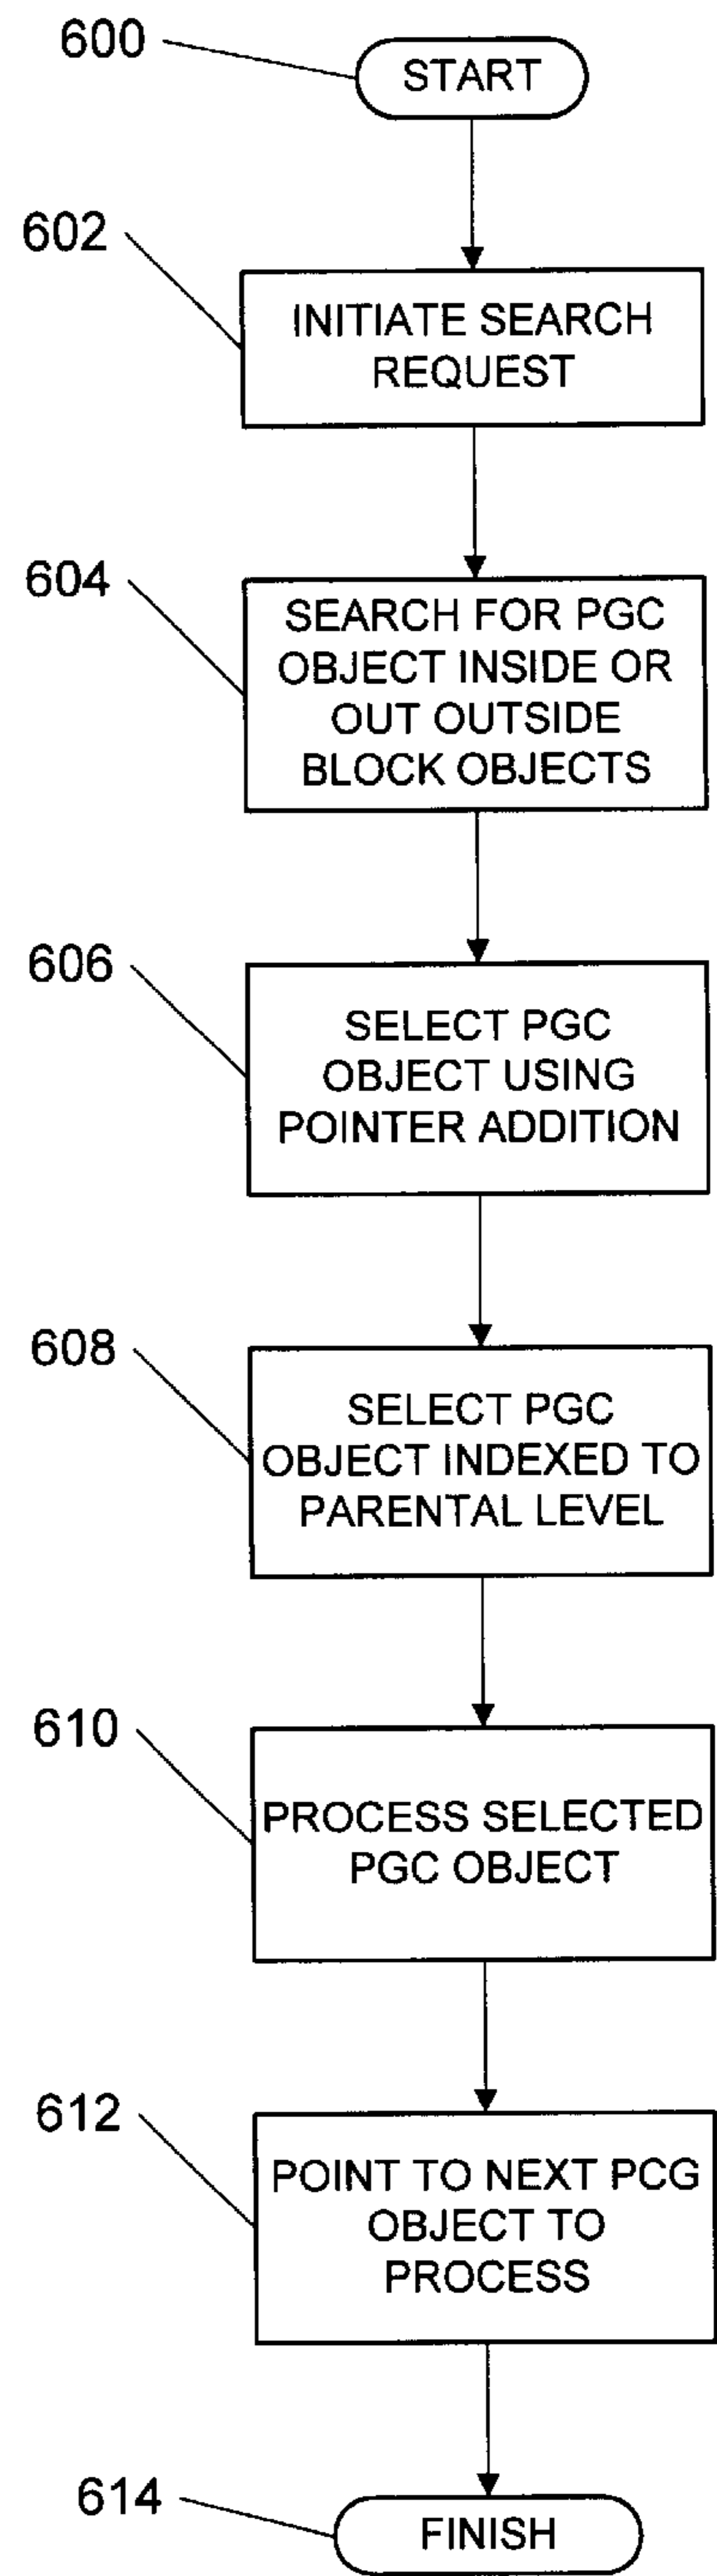 600
START
602
INITIATE SEARCH
REQUEST
604
SEARCH FOR PGC
OBJECT INSIDE OR
OUT OUTSIDE
BLOCK OBJECTS
606
SELECT PGC
OBJECT USING
POINTER ADDITION
608
SELECT PGC
OBJECT INDEXED TO
PARENTAL LEVEL
610
PROCESS SELECTED
PGC OBJECT
612
POINT TO NEXT PCG
OBJECT TO
PROCESS
614
FINISH